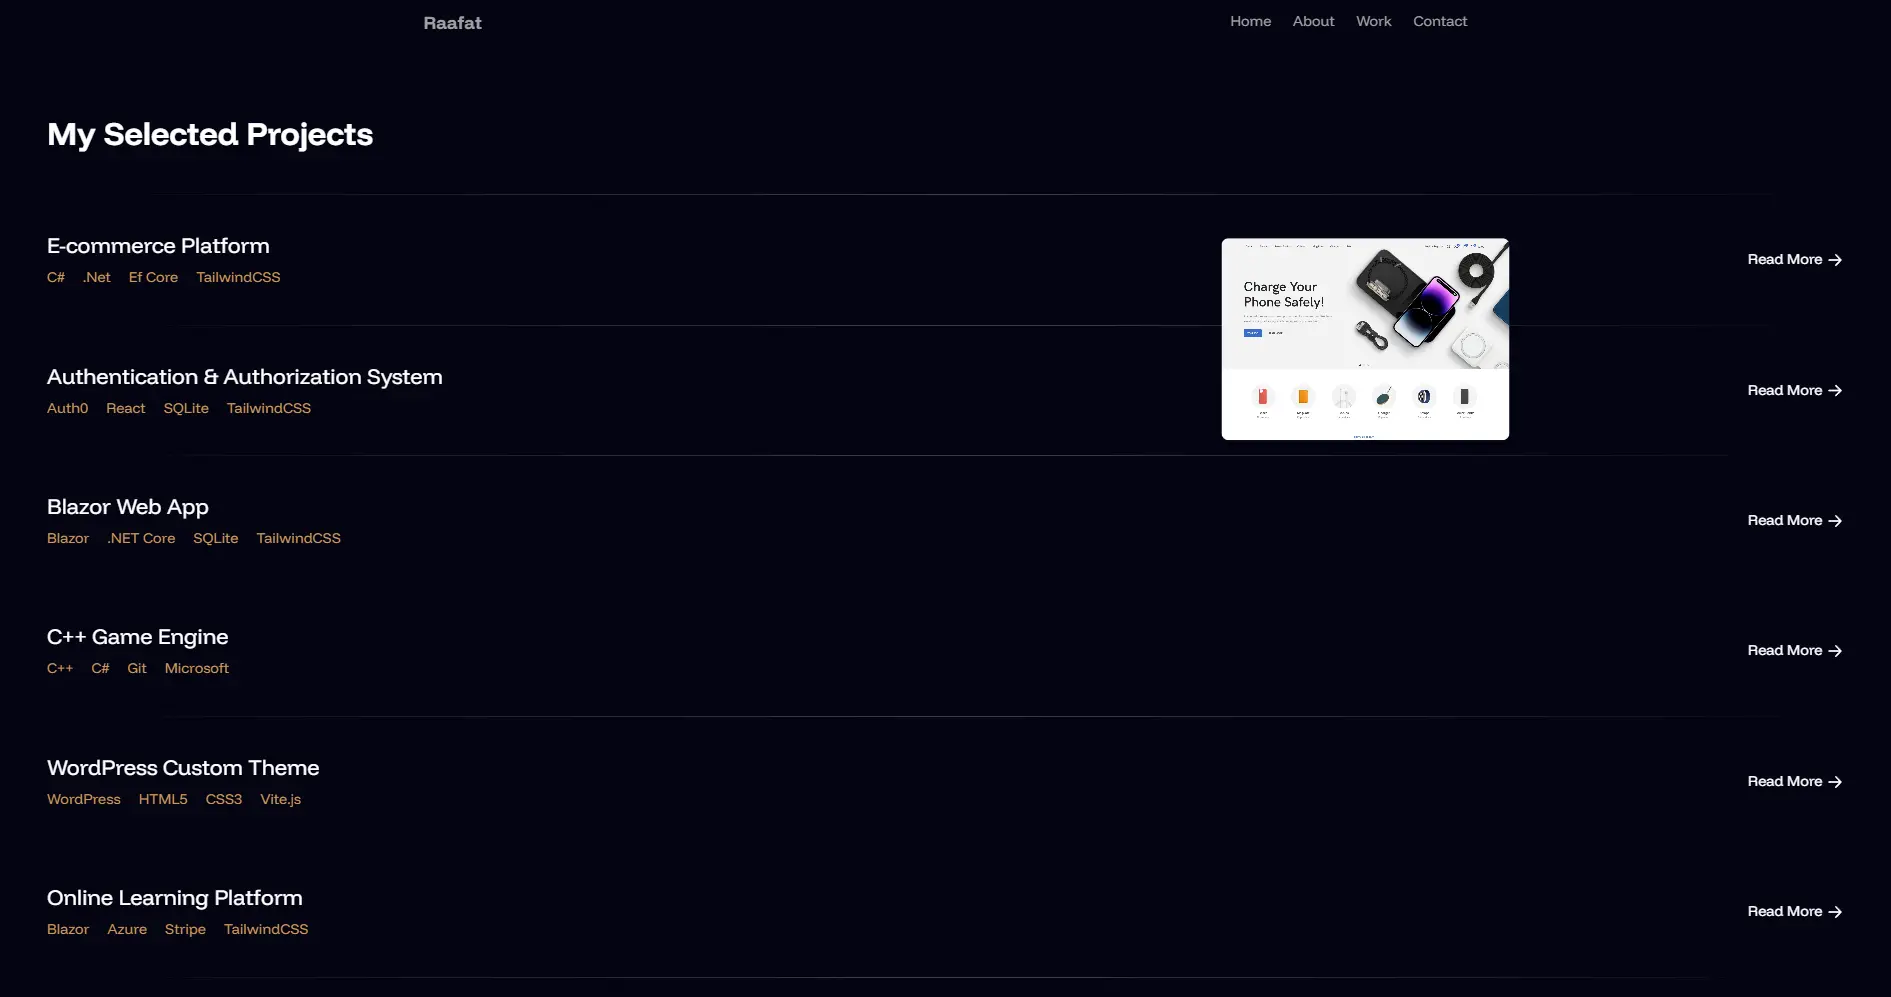 Raafat
Home About Work Contact
My Selected Projects
E-commerce Platform
C# .Net Ef Core TailwindCSS
Read More →
Charge Your
Phone Safely!
Authentication & Authorization System
Auth0 React SQLite TailwindCSS
Read More →
Blazor Web App
Blazor .NET Core SQLite TailwindCSS
Read More →
C++ Game Engine
C++ C# Git Microsoft
Read More →
WordPress Custom Theme
WordPress HTML5 CSS3 Vite.js
Read More →
Online Learning Platform
Blazor Azure Stripe TailwindCSS
Read More →